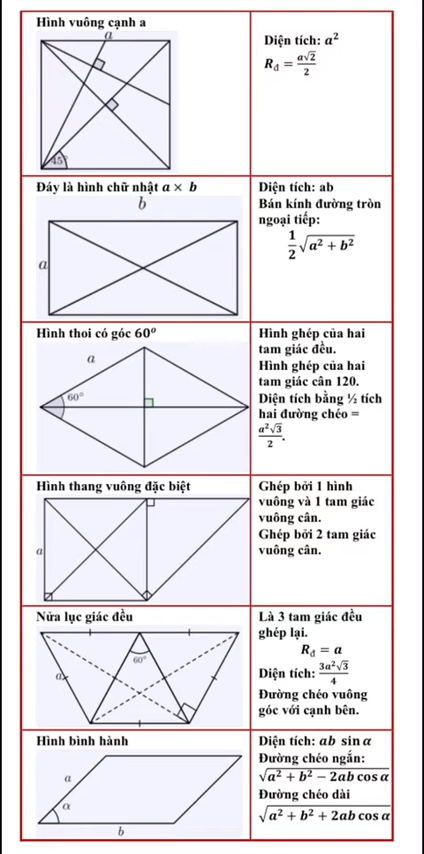 Hình vuông cạnh a
a
45°
Diện tích: a²
R_đ = a√2/2
Đáy là hình chữ nhật a × b
b
a
Diện tích: ab
Bán kính đường tròn
ngoại tiếp:
1/2 √(a² + b²)
Hình thoi có góc 60°
a
60°
Hình ghép của hai
tam giác đều.
Hình ghép của hai
tam giác cân 120.
Diện tích bằng ½ tích
hai đường chéo =
a²√3/2.
Hình thang vuông đặc biệt
a
Ghép bởi 1 hình
vuông và 1 tam giác
vuông cân.
Ghép bởi 2 tam giác
vuông cân.
Nửa lục giác đều
60°
a
Là 3 tam giác đều
ghép lại.
R_đ = a
Diện tích: 3a²√3/4
Đường chéo vuông
góc với cạnh bên.
Hình bình hành
a
α
b
Diện tích: ab sin α
Đường chéo ngắn:
√(a² + b² − 2ab cos α)
Đường chéo dài
√(a² + b² + 2ab cos α)